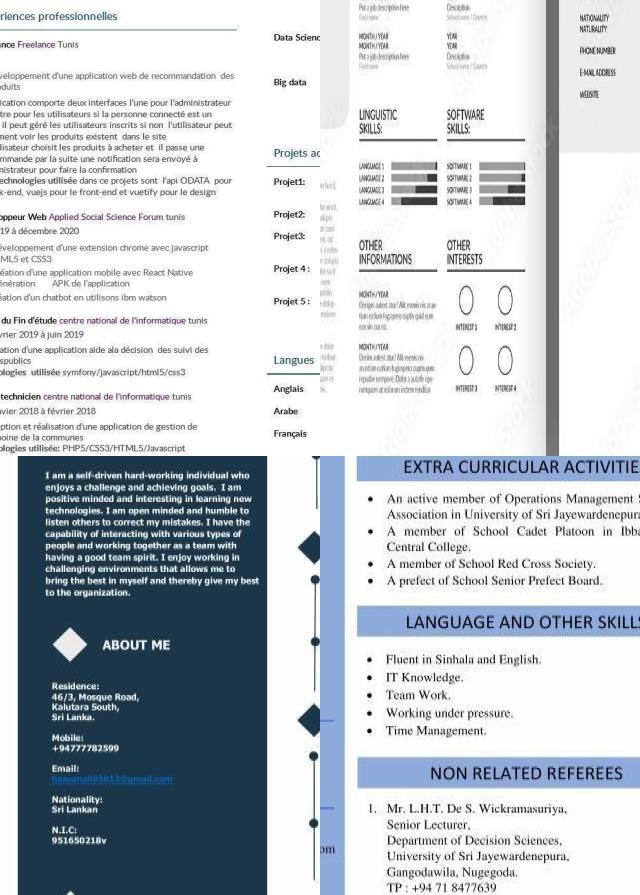 riences professionnelles
ance Freelance Tunis
veloppement d'une application web de recommandation des
oduits
ication comporte deux interfaces l'une pour l'administrateur
tre pour les utilisateurs si la personne connecté est un
il peut géré les utilisateurs inscrits si non l'utilisateur peut
ment voir les produits existent dans le site
lisateur choisit les produits à acheter et il passe une
mmande par la suite une notification sera envoyé à
inistrateur pour faire la confirmation
echnologies utilisée dans ce projets sont l'api ODATA pour
k-end, vuejs pour le front-end et vuetify pour le design
oppeur Web Applied Social Science Forum tunis
19 à décembre 2020
éveloppement d'une extension chrome avec javascript
TML5 et CSS3
éation d'une application mobile avec React Native
énération APK de l'application
éation d'un chatbot en utilisons ibm watson
du Fin d'étude centre national de l'informatique tunis
vrier 2019 à juin 2019
ation d'une application aide ala décision des suivi des
spublics
ologies utilisée symfony/javascript/html5/css3
technicien centre national de l'informatique tunis
nvier 2018 à février 2018
eption et réalisation d'une application de gestion de
moine de la communes
ologies utilisée: PHP5/CSS3/HTML5/Javascript
Data Scienc
Big data
Projets ac
Projet1:
Projet2:
Projet3:
Projet 4 :
Projet 5 :
Langues
Anglais
Arabe
Français
Put a job description here
Firm name
MONTH / YEAR
MONTH / YEAR
Put a job description here
Firm name
Description
School name / Country
YEAR
YEAR
Description
School name / Country
NATIONALITY
NATURALITY
PHONE NUMBER
E-MAIL ADDRESS
WEBSITE
LINGUISTIC
SKILLS:
LANGUAGE 1
LANGUAGE 2
LANGUAGE 3
LANGUAGE 4
SOFTWARE
SKILLS:
SOFTWARE 1
SOFTWARE 2
SOFTWARE 3
SOFTWARE 4
OTHER
INFORMATIONS
MONTH / YEAR
MONTH / YEAR
OTHER
INTERESTS
INTEREST 1
INTEREST 2
INTEREST 3
INTEREST 4
I am a self-driven hard-working individual who
enjoys a challenge and achieving goals. I am
positive minded and interesting in learning new
technologies. I am open minded and humble to
listen others to correct my mistakes. I have the
capability of interacting with various types of
people and working together as a team with
having a good team spirit. I enjoy working in
challenging environments that allows me to
bring the best in myself and thereby give my best
to the organization.
ABOUT ME
Residence:
46/3, Mosque Road,
Kalutara South,
Sri Lanka.
Mobile:
+94777782599
Email:
Nationality:
Sri Lankan
N.I.C:
951650218v
om
EXTRA CURRICULAR ACTIVITIE
An active member of Operations Management S
Association in University of Sri Jayewardenepura
A member of School Cadet Platoon in Ibba
Central College.
A member of School Red Cross Society.
A prefect of School Senior Prefect Board.
LANGUAGE AND OTHER SKILLS
Fluent in Sinhala and English.
IT Knowledge.
Team Work.
Working under pressure.
Time Management.
NON RELATED REFEREES
1. Mr. L.H.T. De S. Wickramasuriya,
Senior Lecturer,
Department of Decision Sciences,
University of Sri Jayewardenepura,
Gangodawila, Nugegoda.
TP : +94 71 8477639